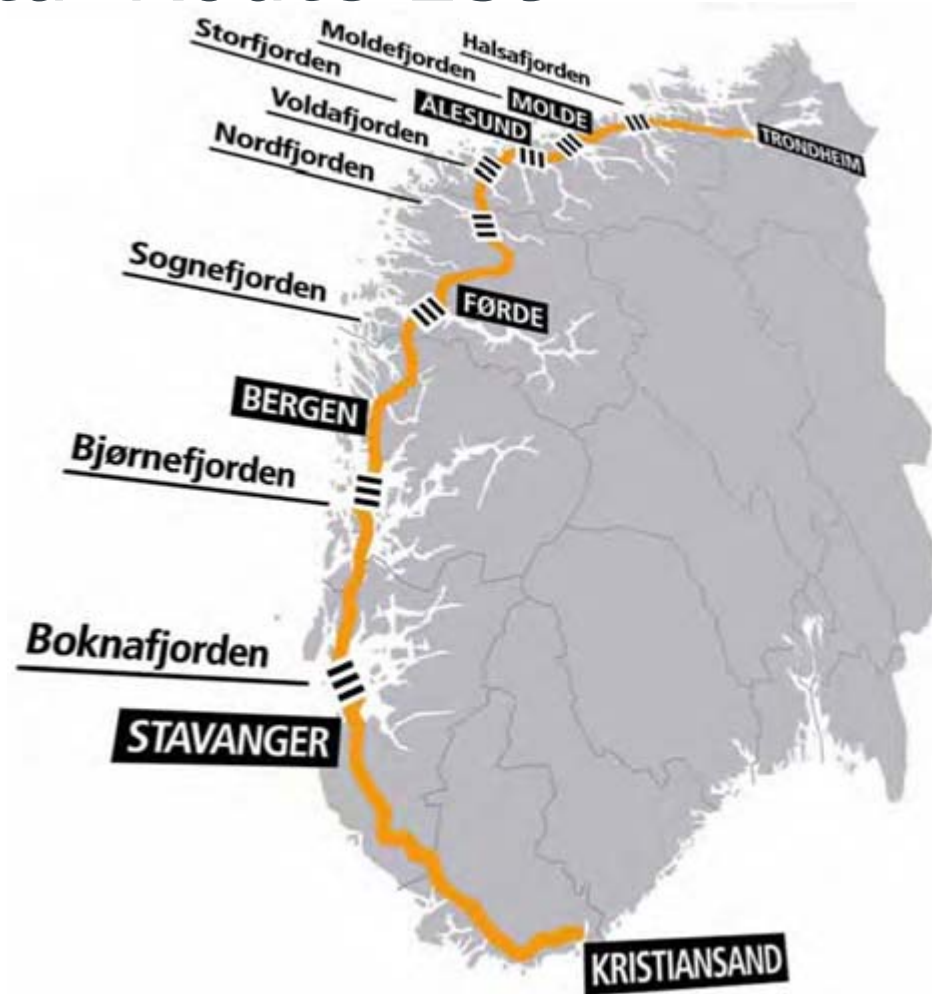 Storfjorden
Moldefjorden
Halsafjorden
Voldafjorden
ÅLESUND
MOLDE
Nordfjorden
TRONDHEIM
Sognefjorden
FØRDE
BERGEN
Bjørnefjorden
Boknafjorden
STAVANGER
KRISTIANSAND